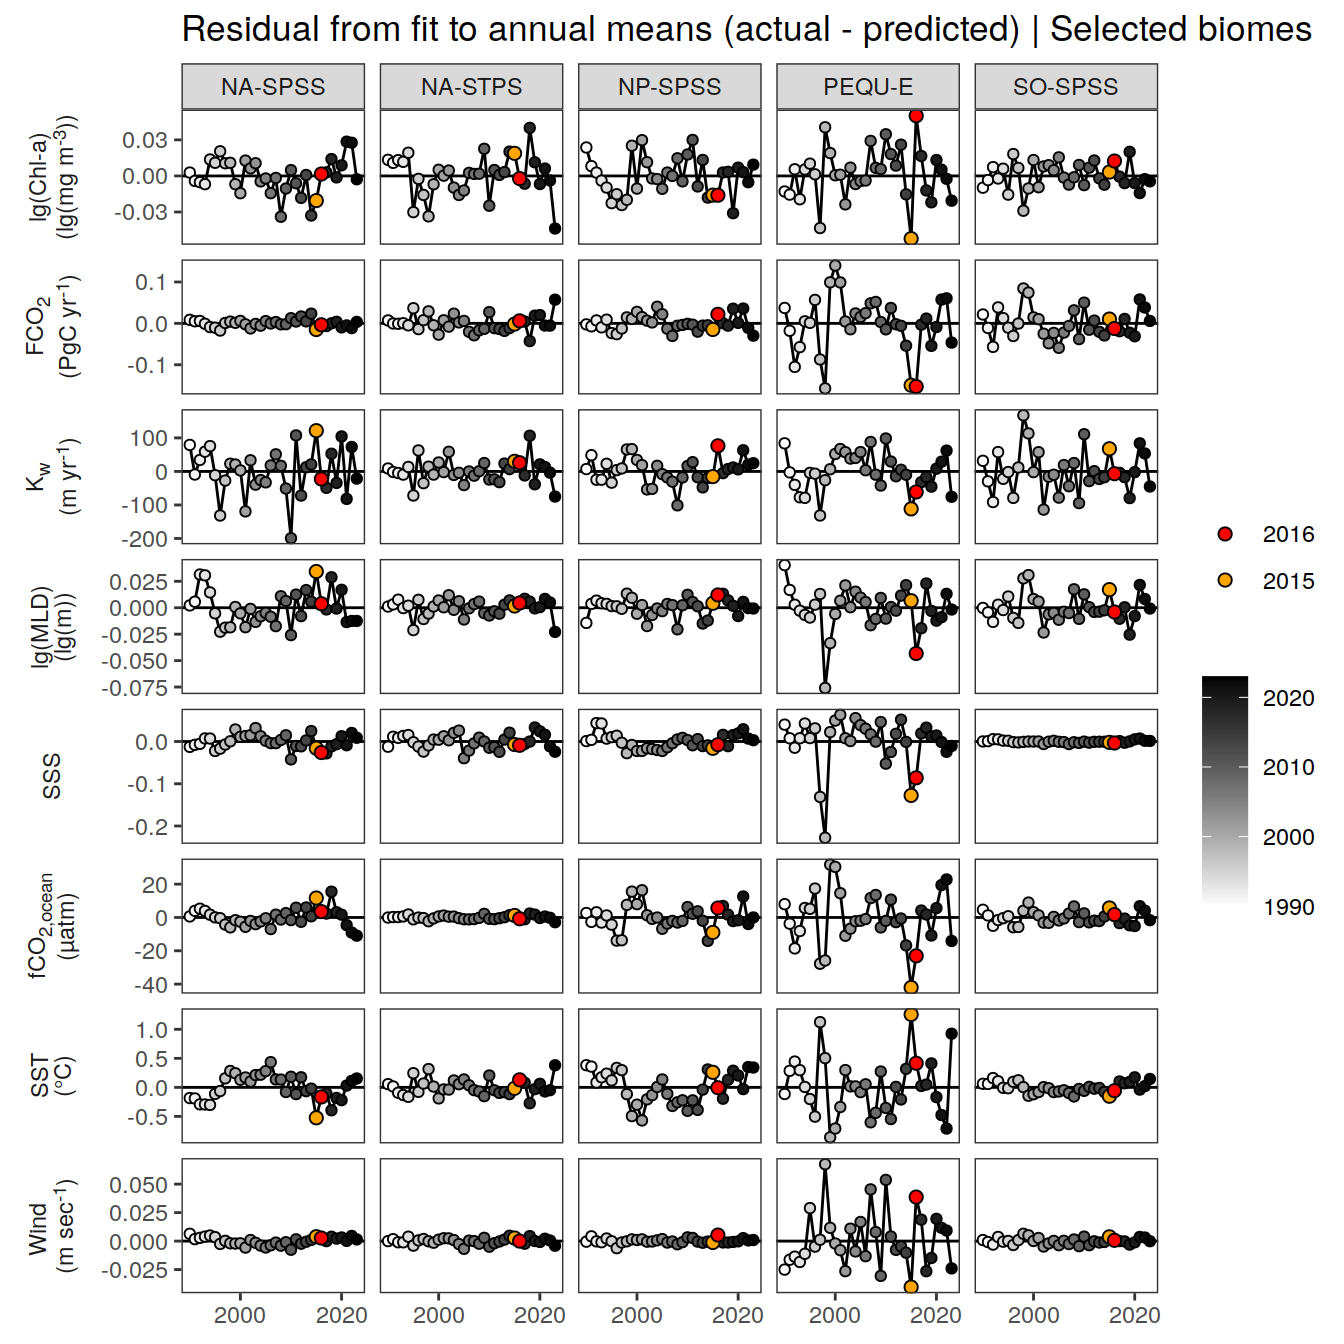 Residual from fit to annual means (actual - predicted) | Selected biomes
NA-SPSS NA-STPS NP-SPSS PEQU-E SO-SPSS
lg(Chl-a)
(lg(mg m⁻³))
0.03
0.00
-0.03
FCO₂
(PgC yr⁻¹)
0.1
0.0
-0.1
Kw
(m yr⁻¹)
100
0
-100
-200
lg(MLD)
(lg(m))
0.025
0.000
-0.025
-0.050
-0.075
SSS
0.0
-0.1
-0.2
fCO₂,ocean
(µatm)
20
0
-20
-40
SST
(°C)
1.0
0.5
0.0
-0.5
Wind
(m sec⁻¹)
0.050
0.025
0.000
-0.025
2000 2020 2000 2020 2000 2020 2000 2020 2000 2020
2016
2015
2020
2010
2000
1990